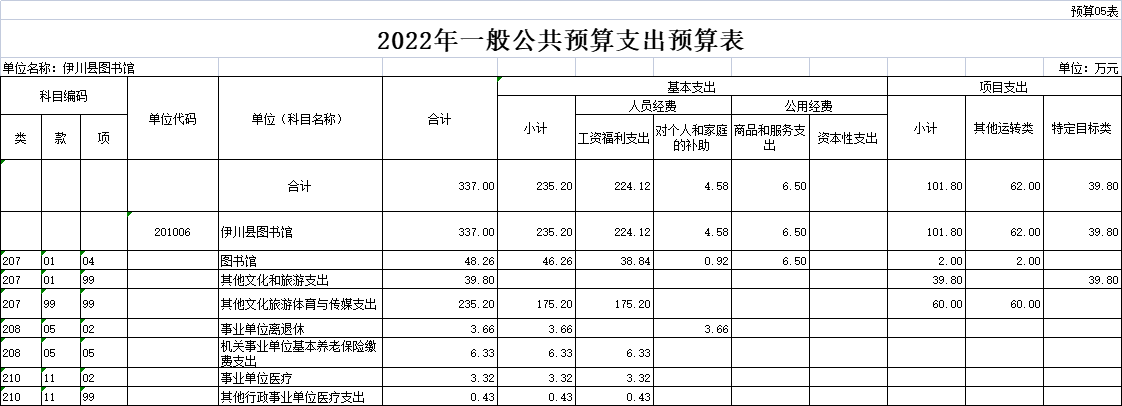 预算05表
2022年一般公共预算支出预算表
单位名称：伊川县图书馆 单位：万元
科目编码 单位代码 单位（科目名称） 合计 基本支出 项目支出
小计 人员经费 公用经费 小计 其他运转类 特定目标类
类 款 项 工资福利支出 对个人和家庭的补助 商品和服务支出 资本性支出
合计 337.00 235.20 224.12 4.58 6.50 101.80 62.00 39.80
201006 伊川县图书馆 337.00 235.20 224.12 4.58 6.50 101.80 62.00 39.80
207 01 04 图书馆 48.26 46.26 38.84 0.92 6.50 2.00 2.00
207 01 99 其他文化和旅游支出 39.80 39.80 39.80
207 99 99 其他文化旅游体育与传媒支出 235.20 175.20 175.20 60.00 60.00
208 05 02 事业单位离退休 3.66 3.66 3.66
208 05 05 机关事业单位基本养老保险缴费支出 6.33 6.33 6.33
210 11 02 事业单位医疗 3.32 3.32 3.32
210 11 99 其他行政事业单位医疗支出 0.43 0.43 0.43